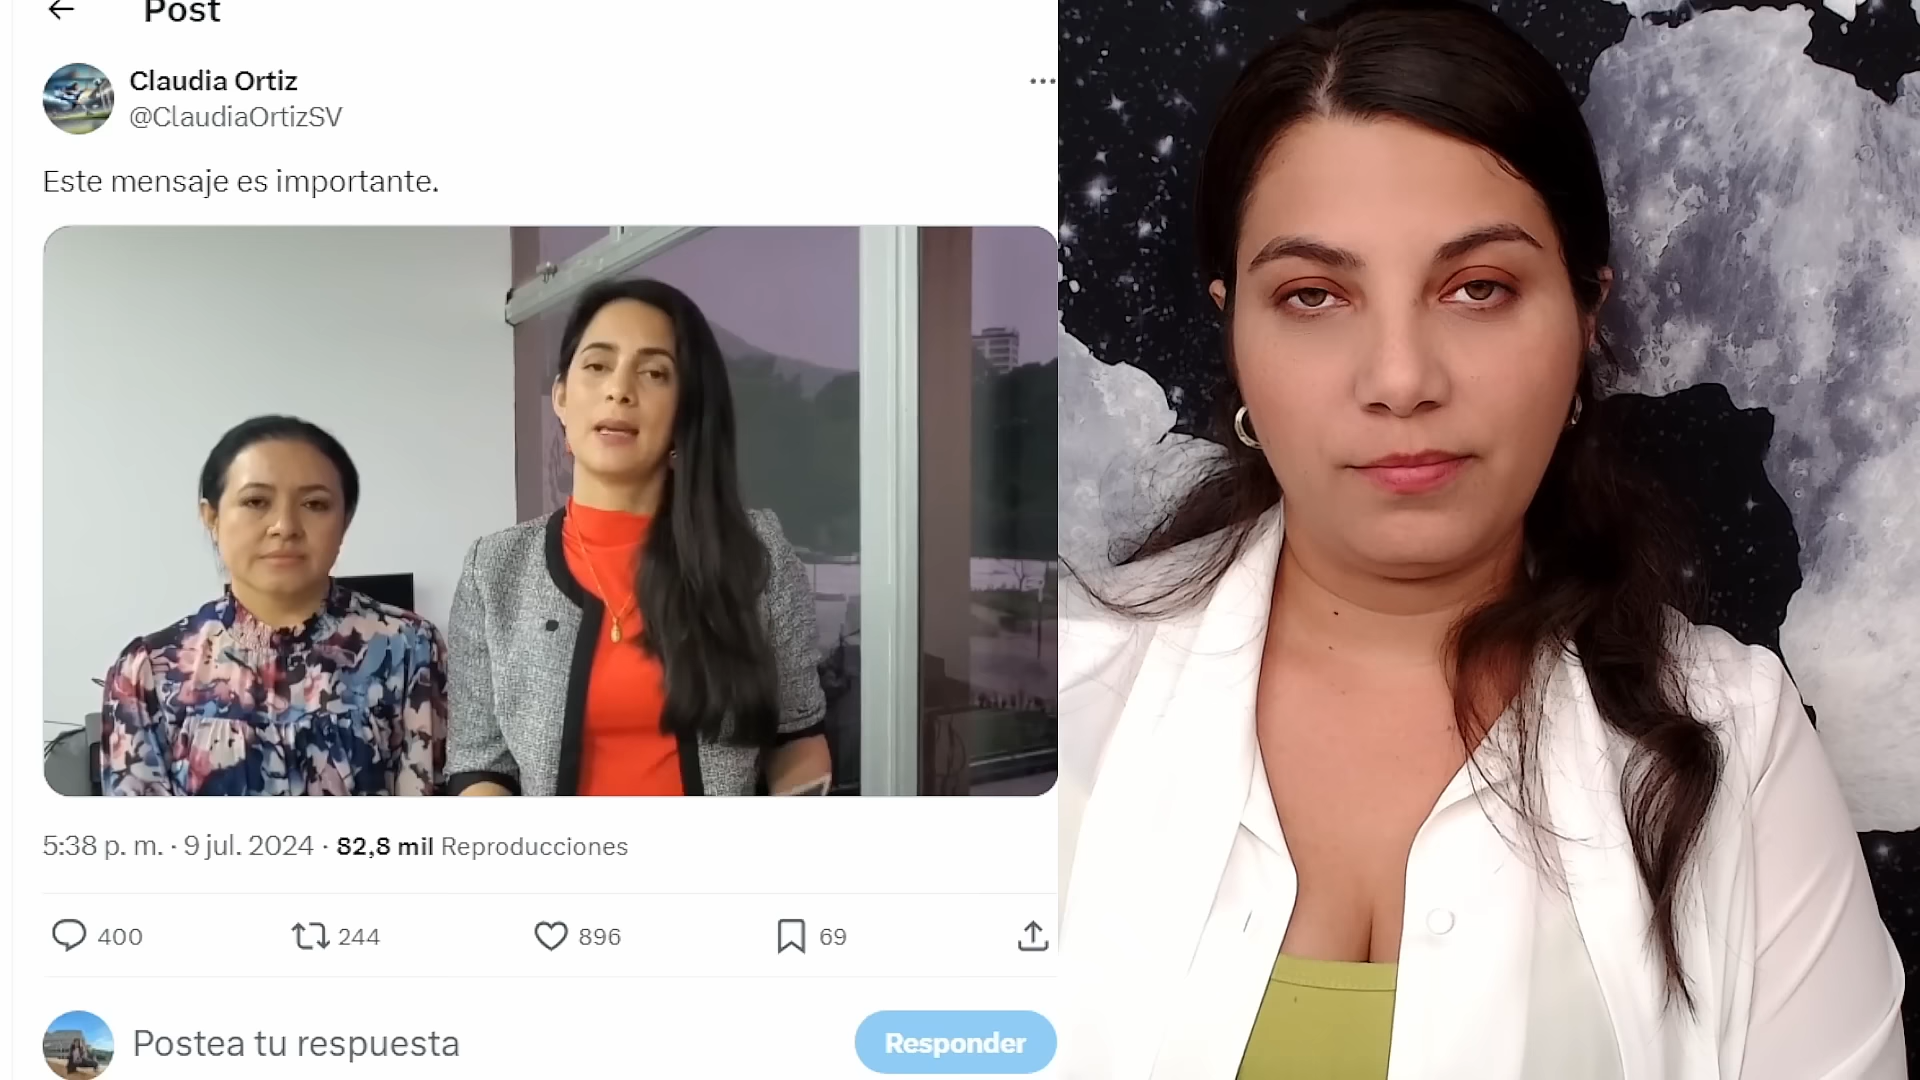 Post
Claudia Ortiz
@ClaudiaOrtizSV
Este mensaje es importante.
5:38 p. m. · 9 jul. 2024 · 82,8 mil Reproducciones
400 244 896 69
Postea tu respuesta
Responder